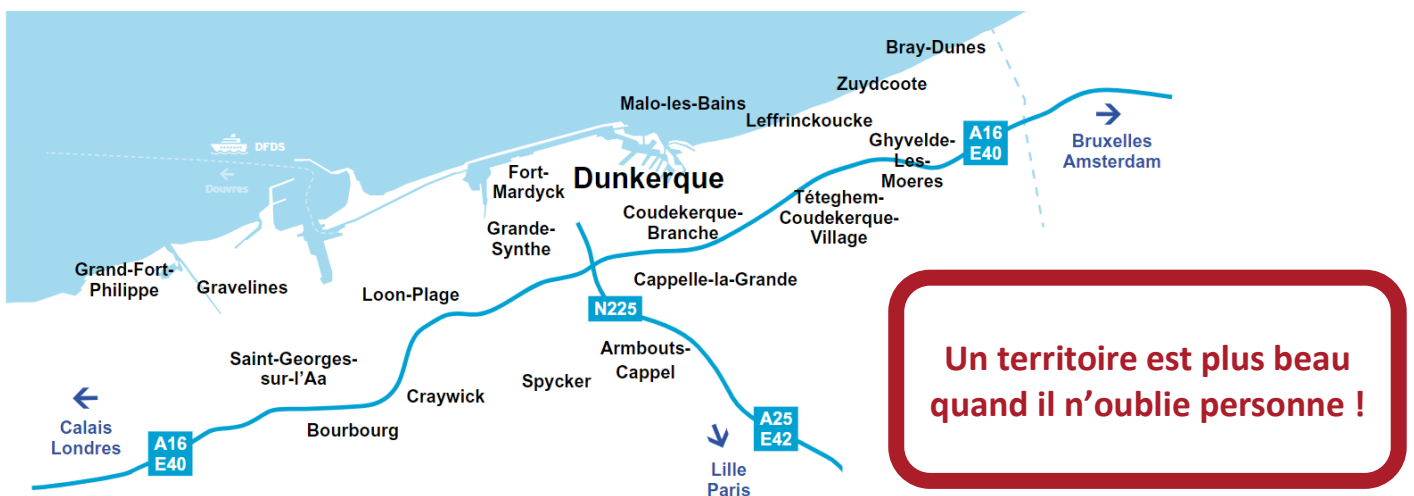 Bray-Dunes
Zuydcoote
Malo-les-Bains
Leffrinckoucke
A16
E40
Bruxelles
Amsterdam
Ghyvelde-
Les-
Moeres
DFDS
Douvres
Fort-
Mardyck
Dunkerque
Téteghem-
Coudekerque-
Village
Coudekerque-
Branche
Grande-
Synthe
Grand-Fort-
Philippe
Gravelines
Loon-Plage
Cappelle-la-Grande
N225
Saint-Georges-
sur-l'Aa
Armbouts-
Cappel
Spycker
Craywick
Bourbourg
Calais
Londres
A16
E40
A25
E42
Lille
Paris
Un territoire est plus beau
quand il n’oublie personne !